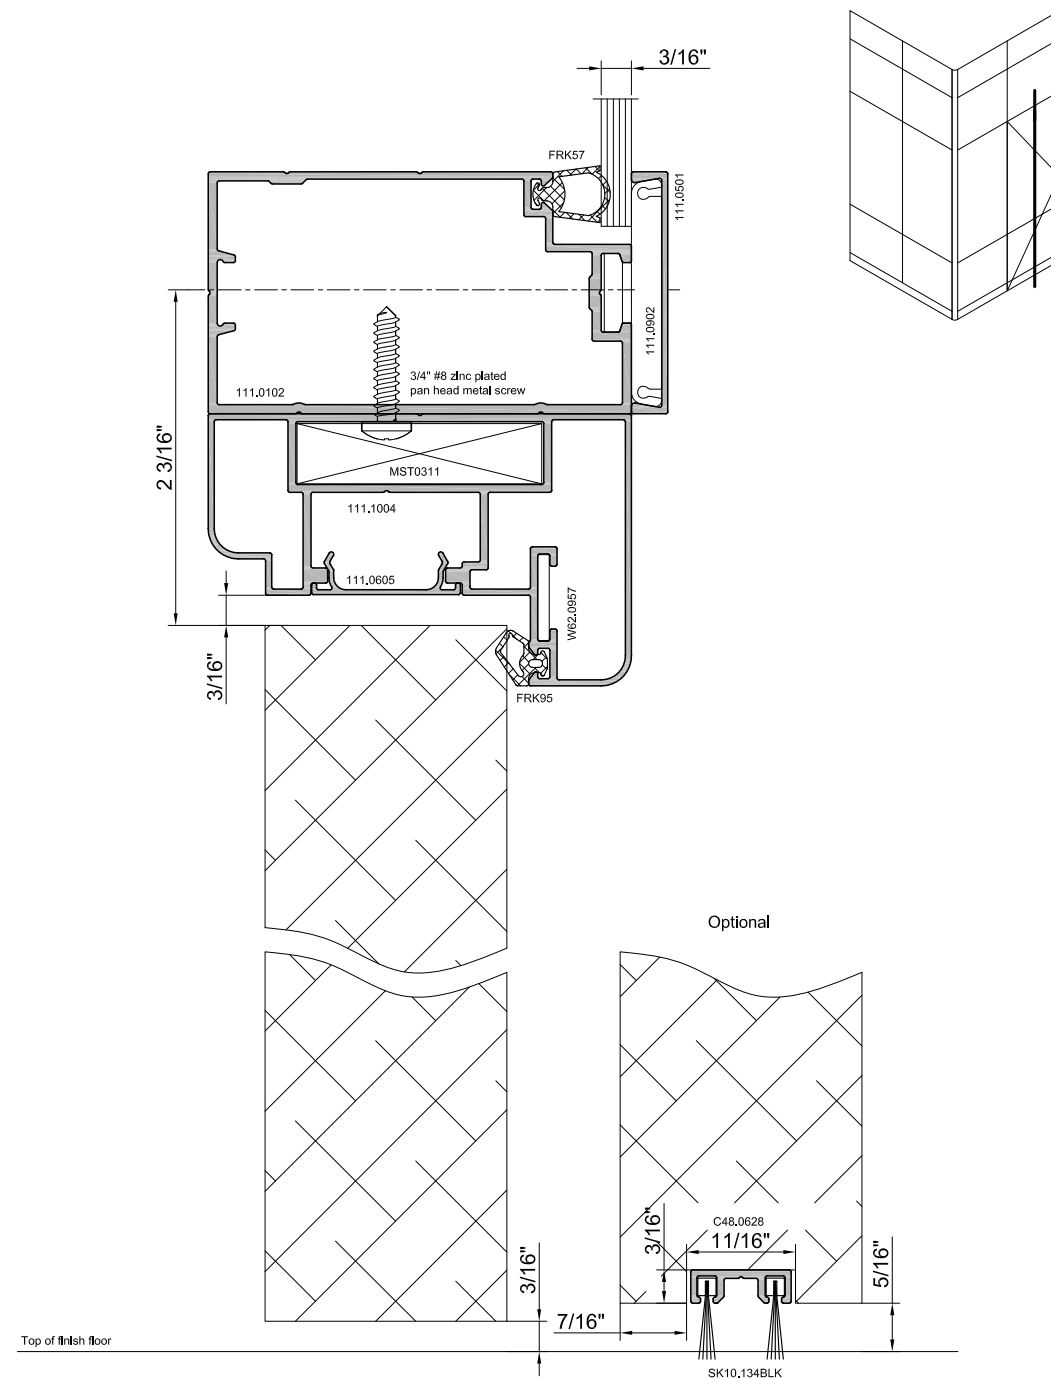 3/16"
FRK57
111.0501
111.0902
3/4" #8 zinc plated
pan head metal screw
111.0102
2 3/16"
MST0311
111.1004
111.0605
W62.0957
3/16"
FRK95
Optional
C48.0628
3/16"
11/16"
3/16"
5/16"
7/16"
Top of finish floor
SK10.134BLK